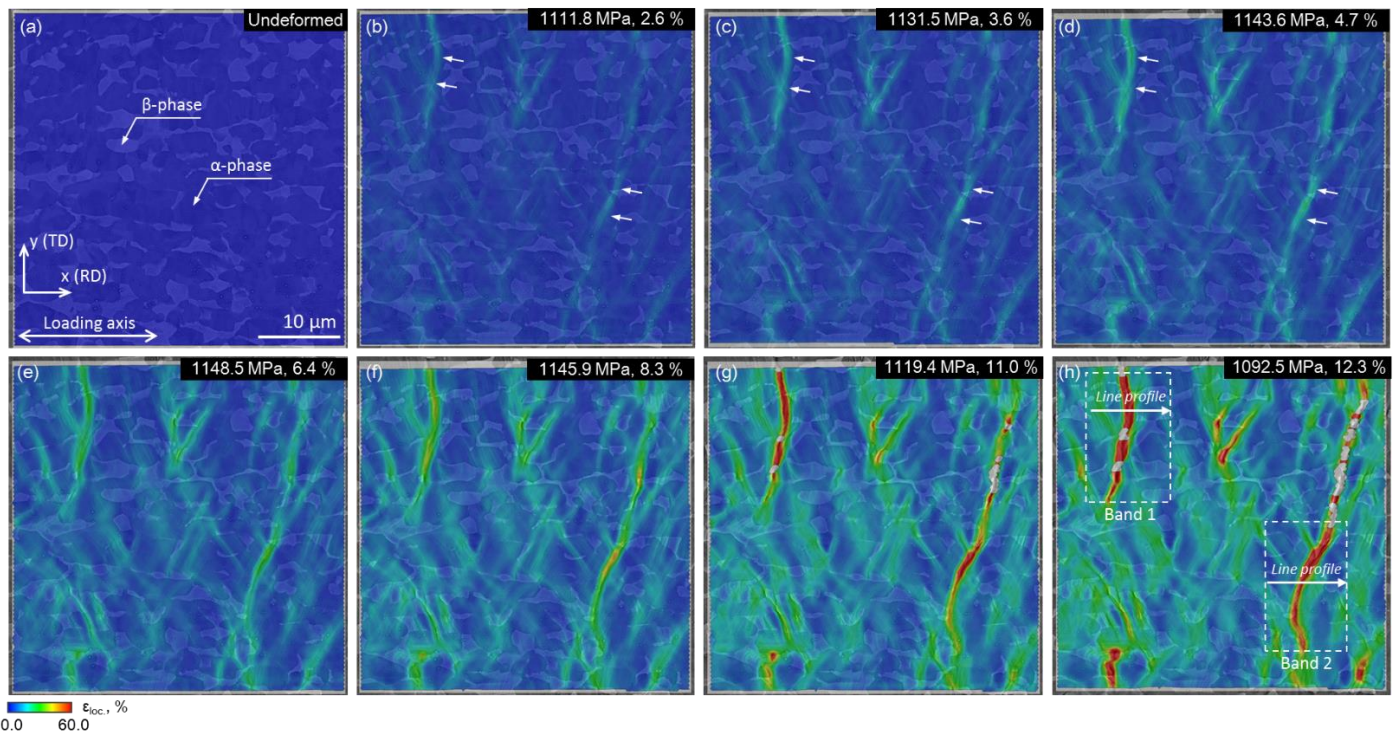 (a)
Undeformed
β-phase
α-phase
y (TD)
x (RD)
Loading axis
10 μm
(b)
1111.8 MPa, 2.6 %
(c)
1131.5 MPa, 3.6 %
(d)
1143.6 MPa, 4.7 %
(e)
1148.5 MPa, 6.4 %
(f)
1145.9 MPa, 8.3 %
(g)
1119.4 MPa, 11.0 %
(h)
1092.5 MPa, 12.3 %
Line profile
Band 1
Line profile
Band 2
εloc., %
0.0 60.0